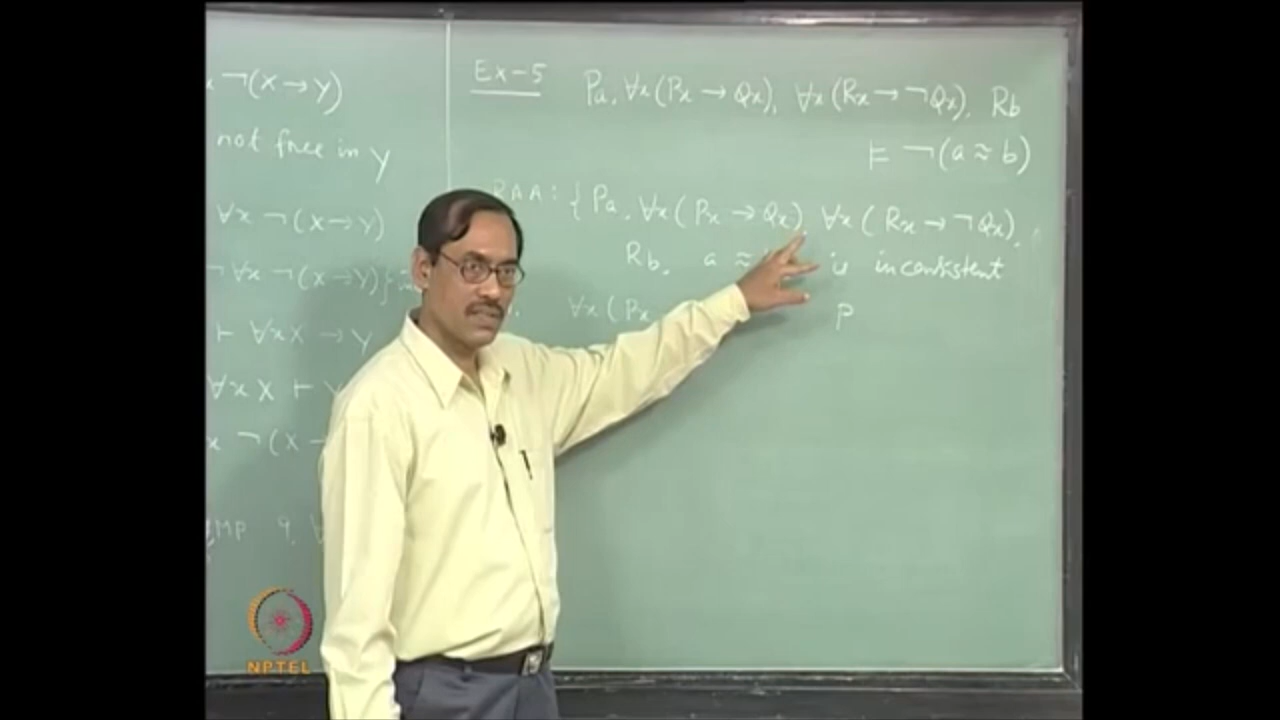 ¬(X→Y)
not free in Y
∀x ¬(X→Y)
¬∀x ¬(X→Y)}
⊢ ∀xX → Y
∀xX ⊢
¬(X→
MP 9, ∀
Ex-5 Pa, ∀x(Px → Qx), ∀x(Rx → ¬Qx), Rb
⊨ ¬(a ≈ b)
RAA: { Pa, ∀x(Px → Qx), ∀x(Rx → ¬Qx),
Rb, a ≈ is inconsistent
∀x(Px P
NPTEL